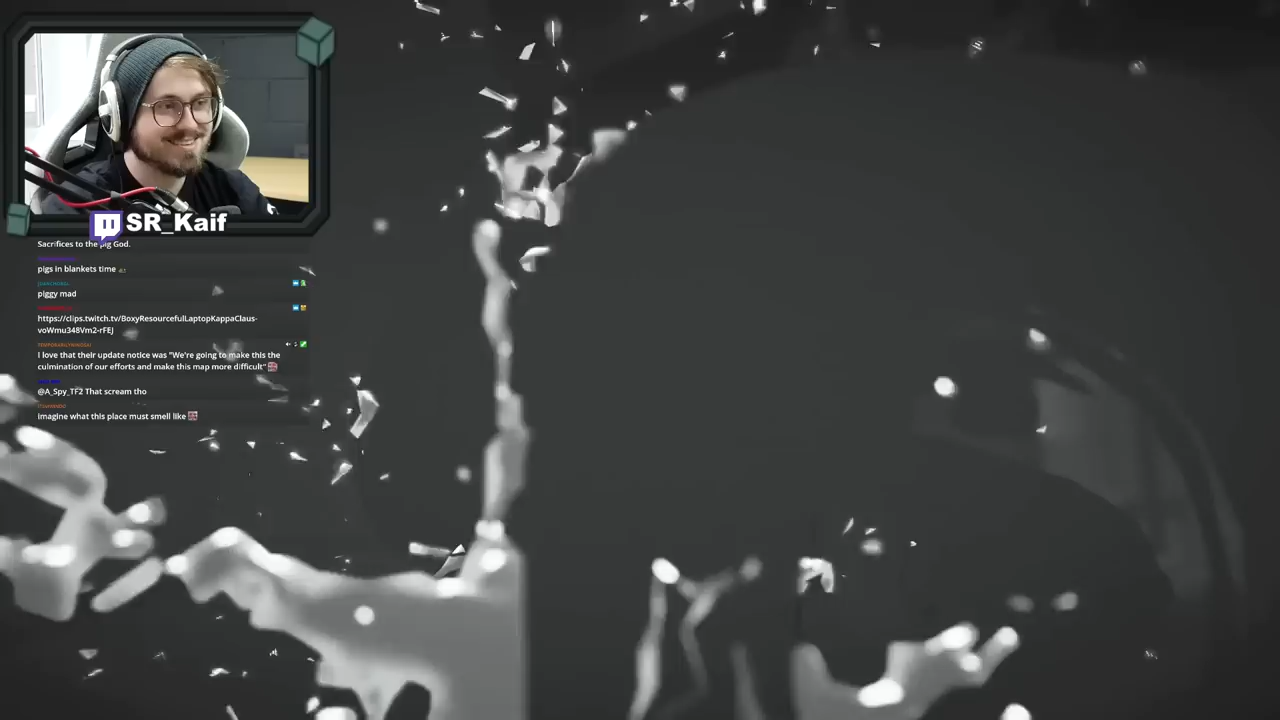 SR_Kaif
Sacrifices to the pig God.
pigs in blankets time
piggy mad
https://clips.twitch.tv/BoxyResourcefulLaptopKappaClaus-
voWmu348Vm2-rFEJ
I love that their update notice was "We're going to make this the
culmination of our efforts and make this map more difficult"
@A_Spy_TF2 That scream tho
imagine what this place must smell like